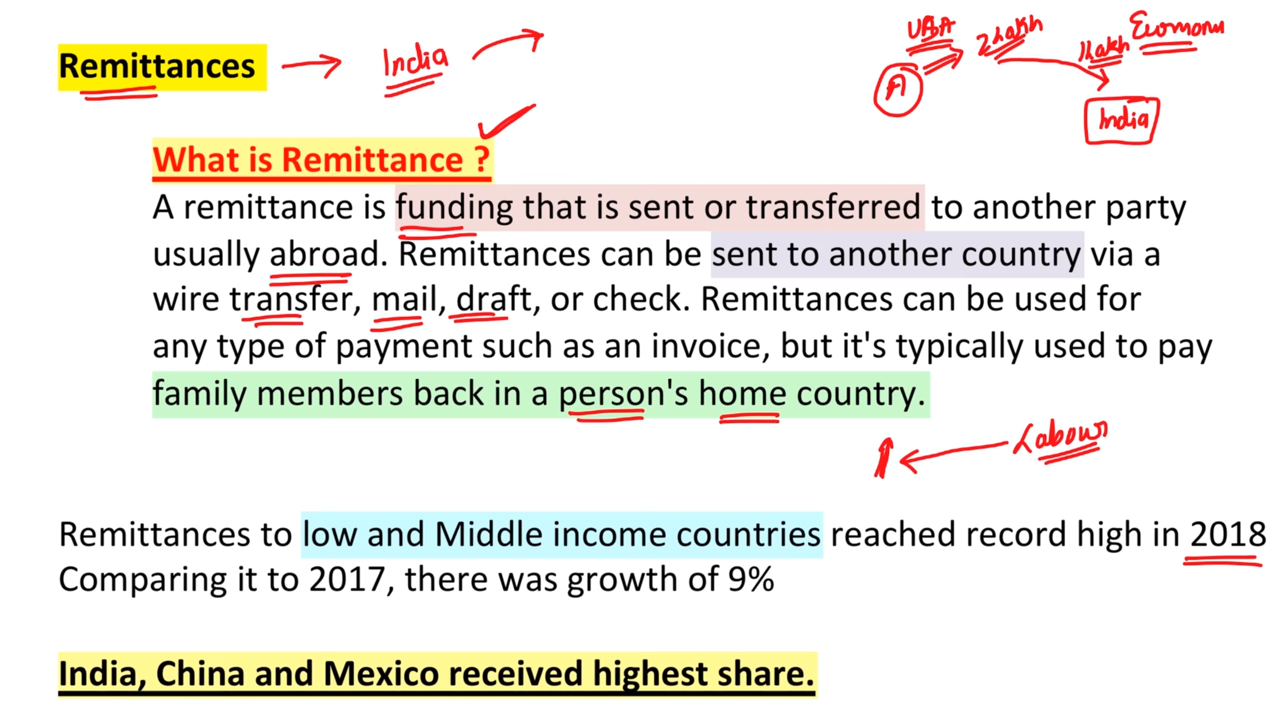 Remittances
India
USA
A
2 Lakh
1 Lakh
India
What is Remittance ?
A remittance is funding that is sent or transferred to another party
usually abroad. Remittances can be sent to another country via a
wire transfer, mail, draft, or check. Remittances can be used for
any type of payment such as an invoice, but it's typically used to pay
family members back in a person's home country.
Labour
Remittances to low and Middle income countries reached record high in 2018
Comparing it to 2017, there was growth of 9%
India, China and Mexico received highest share.